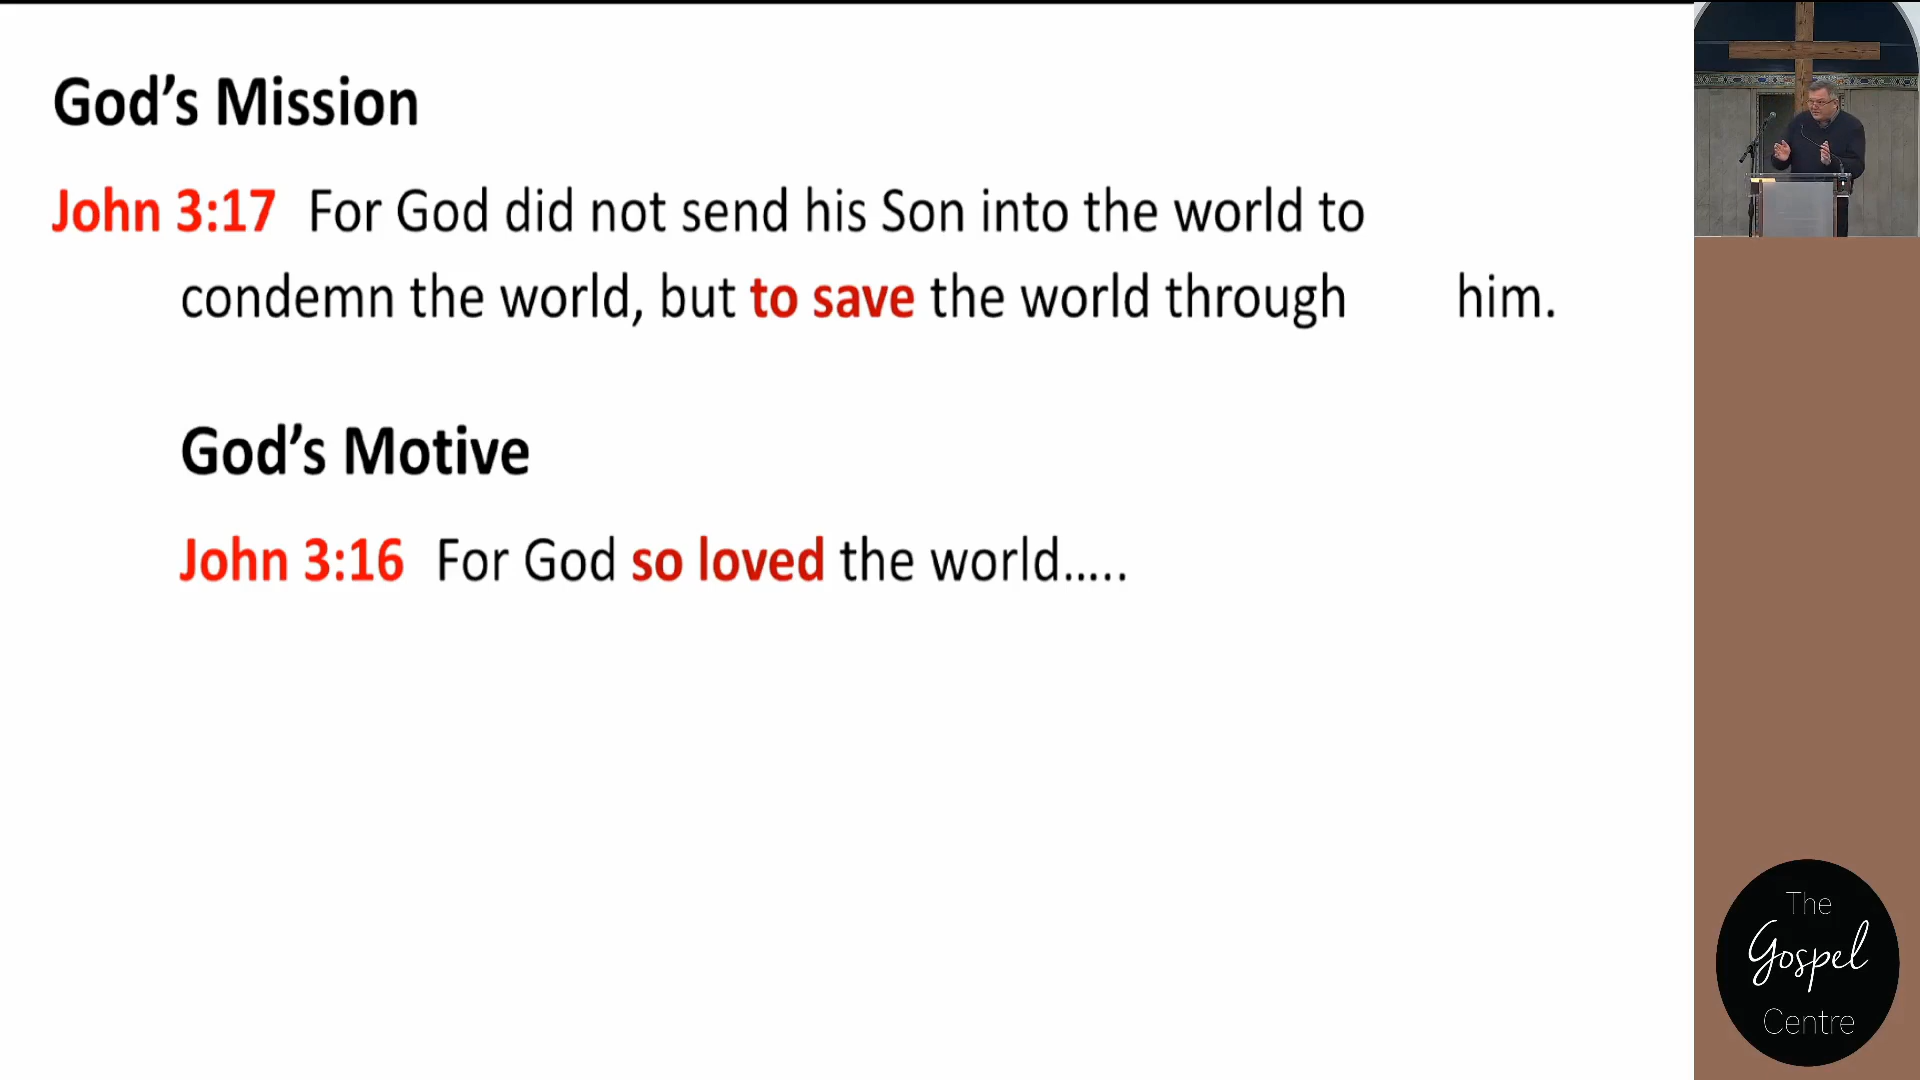 God’s Mission
John 3:17 For God did not send his Son into the world to
condemn the world, but to save the world through him.
God’s Motive
John 3:16 For God so loved the world.....
The
Gospel
Centre